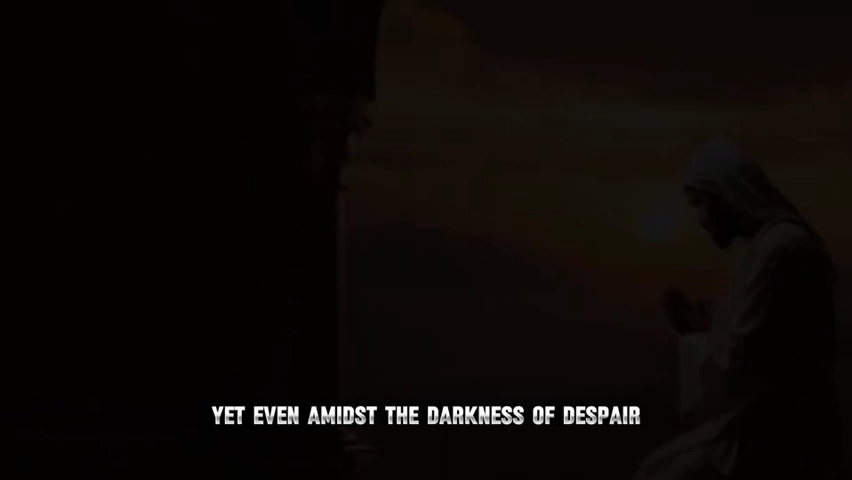 YET EVEN AMIDST THE DARKNESS OF DESPAIR